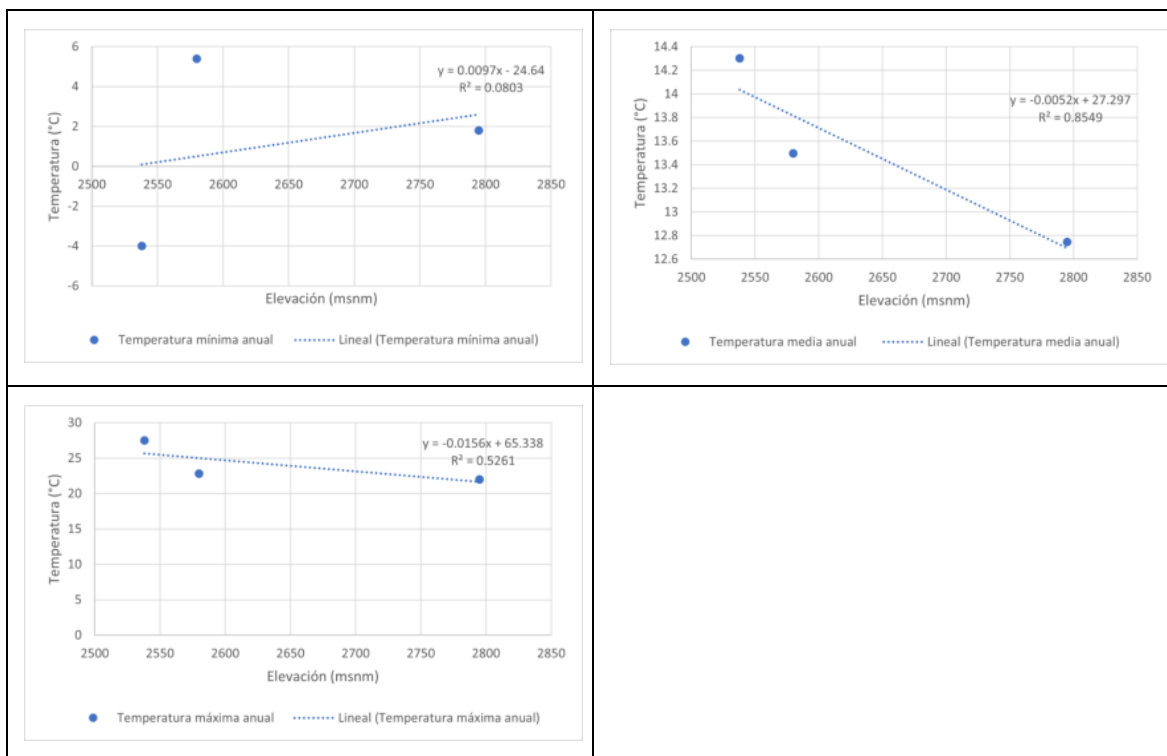 6
4
2
0
-2
-4
-6
2500 2550 2600 2650 2700 2750 2800 2850
Temperatura (°C)
Elevación (msnm)
y = 0.0097x - 24.64
R² = 0.0803
Temperatura mínima anual Lineal (Temperatura mínima anual)
14.4
14.2
14
13.8
13.6
13.4
13.2
13
12.8
12.6
2500 2550 2600 2650 2700 2750 2800 2850
Temperatura (°C)
Elevación (msnm)
y = -0.0052x + 27.297
R² = 0.8549
Temperatura media anual Lineal (Temperatura media anual)
30
25
20
15
10
5
0
2500 2550 2600 2650 2700 2750 2800 2850
Temperatura (°C)
Elevación (msnm)
y = -0.0156x + 65.338
R² = 0.5261
Temperatura máxima anual Lineal (Temperatura máxima anual)